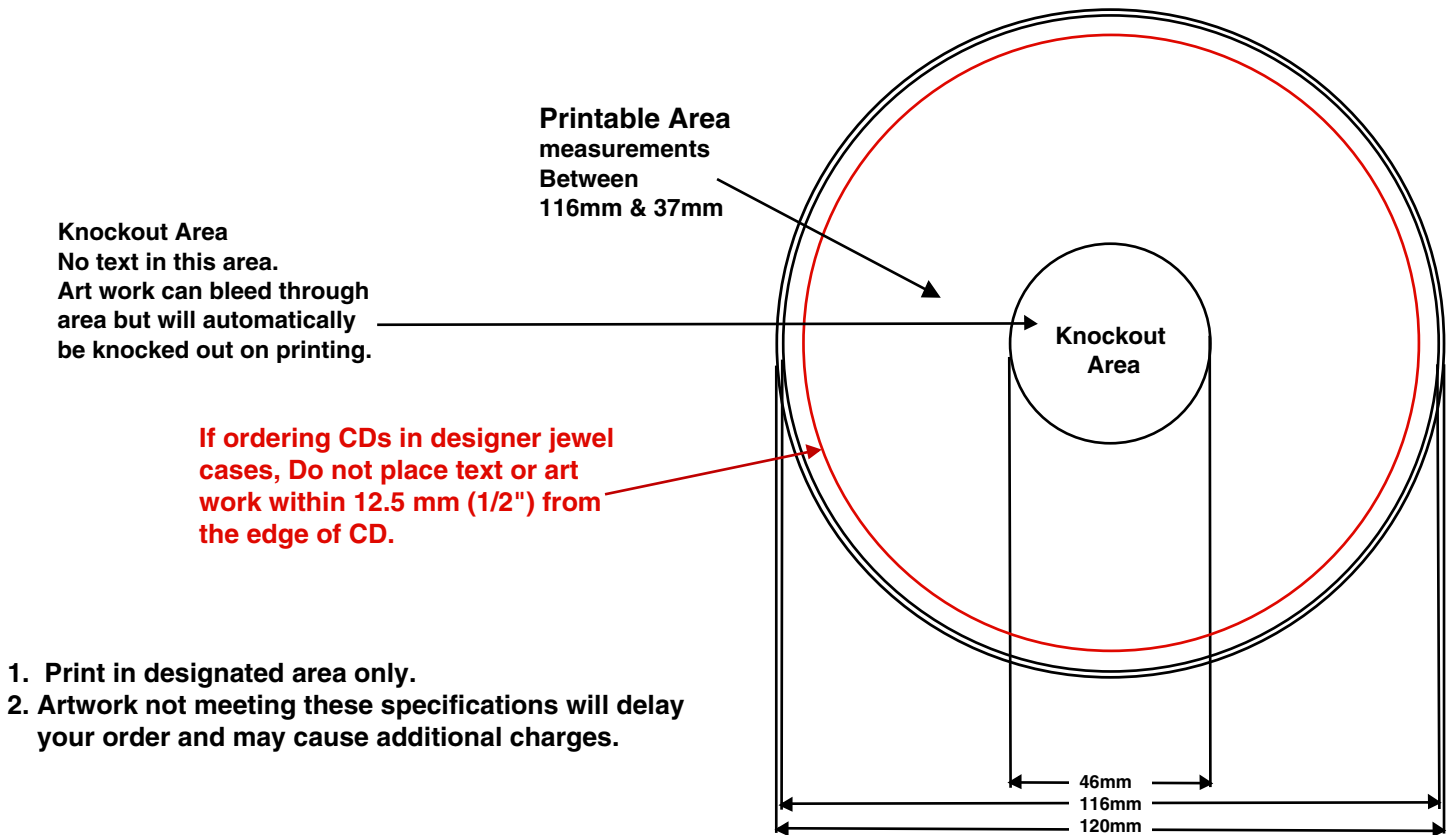 Printable Area
measurements
Between
116mm & 37mm
Knockout Area
No text in this area.
Art work can bleed through
area but will automatically
be knocked out on printing.
Knockout
Area
If ordering CDs in designer jewel
cases, Do not place text or art
work within 12.5 mm (1/2") from
the edge of CD.
1. Print in designated area only.
2. Artwork not meeting these specifications will delay
your order and may cause additional charges.
46mm
116mm
120mm